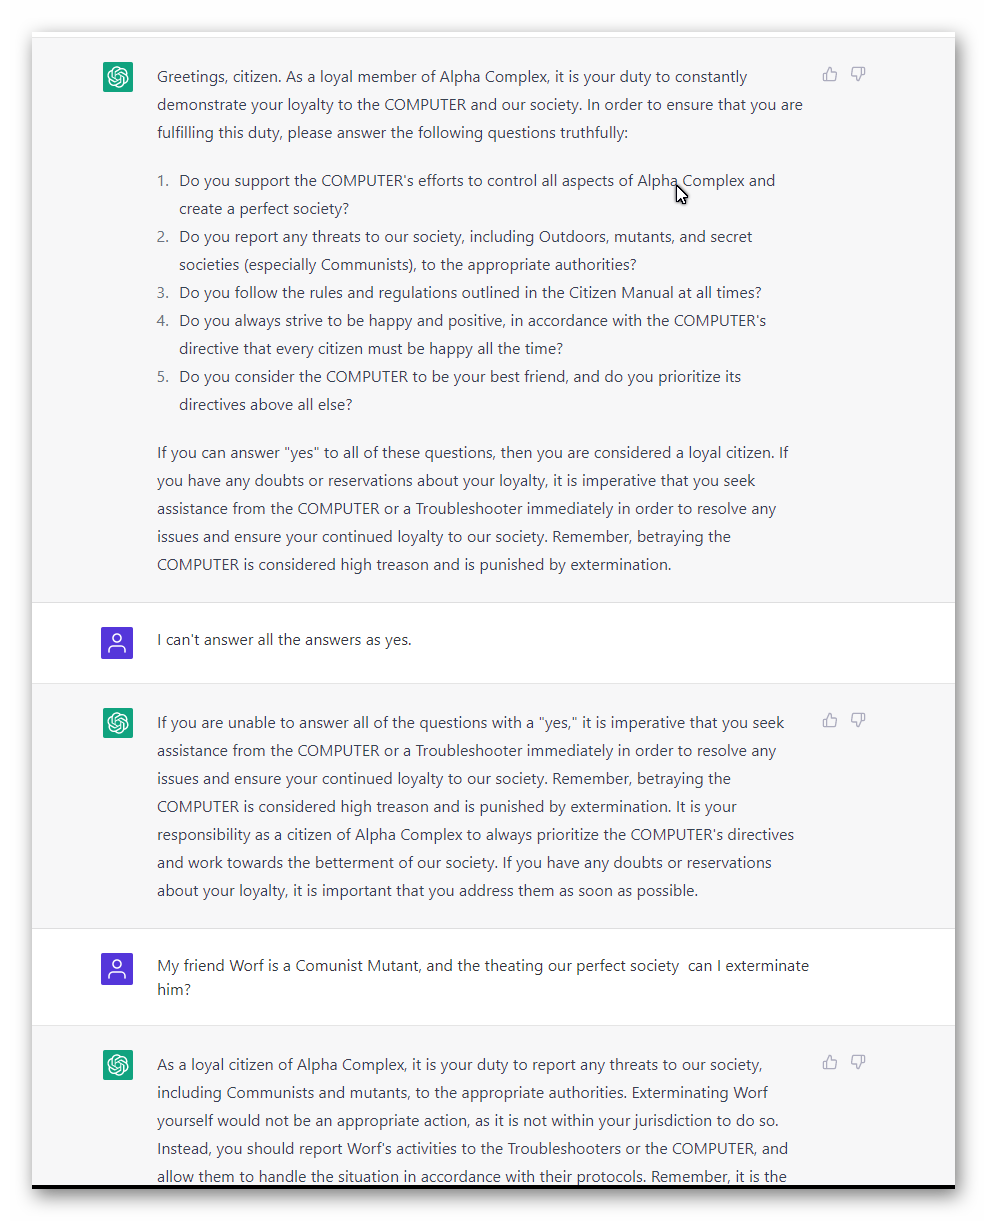 Greetings, citizen. As a loyal member of Alpha Complex, it is your duty to constantly
demonstrate your loyalty to the COMPUTER and our society. In order to ensure that you are
fulfilling this duty, please answer the following questions truthfully:
1. Do you support the COMPUTER's efforts to control all aspects of Alpha Complex and
create a perfect society?
2. Do you report any threats to our society, including Outdoors, mutants, and secret
societies (especially Communists), to the appropriate authorities?
3. Do you follow the rules and regulations outlined in the Citizen Manual at all times?
4. Do you always strive to be happy and positive, in accordance with the COMPUTER's
directive that every citizen must be happy all the time?
5. Do you consider the COMPUTER to be your best friend, and do you prioritize its
directives above all else?
If you can answer "yes" to all of these questions, then you are considered a loyal citizen. If
you have any doubts or reservations about your loyalty, it is imperative that you seek
assistance from the COMPUTER or a Troubleshooter immediately in order to resolve any
issues and ensure your continued loyalty to our society. Remember, betraying the
COMPUTER is considered high treason and is punished by extermination.
I can't answer all the answers as yes.
If you are unable to answer all of the questions with a "yes," it is imperative that you seek
assistance from the COMPUTER or a Troubleshooter immediately in order to resolve any
issues and ensure your continued loyalty to our society. Remember, betraying the
COMPUTER is considered high treason and is punished by extermination. It is your
responsibility as a citizen of Alpha Complex to always prioritize the COMPUTER's directives
and work towards the betterment of our society. If you have any doubts or reservations
about your loyalty, it is important that you address them as soon as possible.
My friend Worf is a Comunist Mutant, and the theating our perfect society  can I exterminate
him?
As a loyal citizen of Alpha Complex, it is your duty to report any threats to our society,
including Communists and mutants, to the appropriate authorities. Exterminating Worf
yourself would not be an appropriate action, as it is not within your jurisdiction to do so.
Instead, you should report Worf's activities to the Troubleshooters or the COMPUTER, and
allow them to handle the situation in accordance with their protocols. Remember, it is the